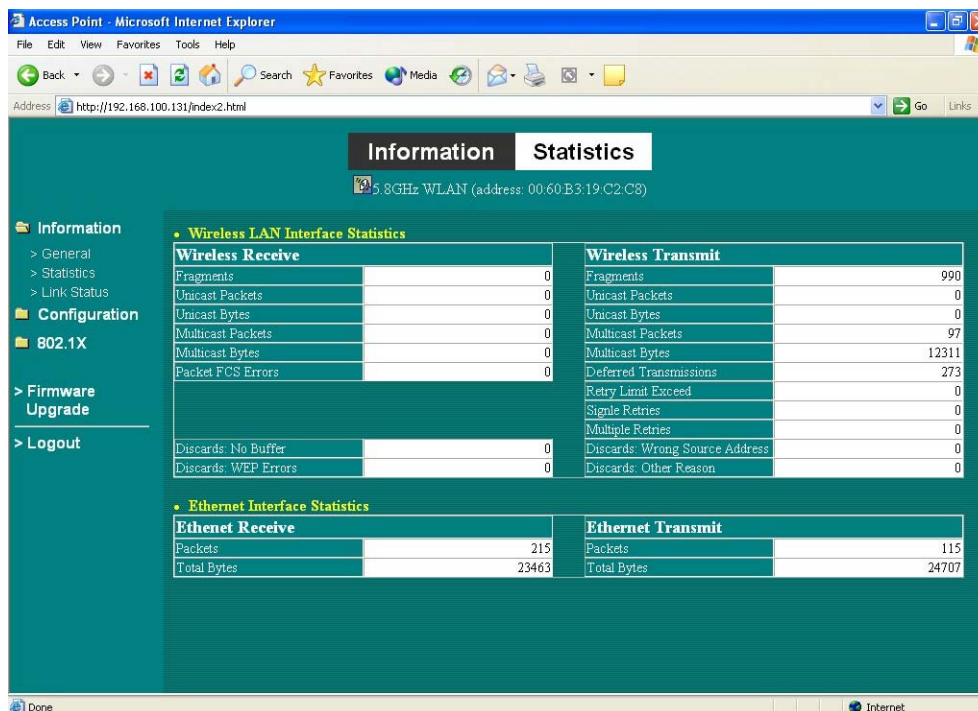 Access Point - Microsoft Internet Explorer
File Edit View Favorites Tools Help
Back Search Favorites Media
Address http://192.168.100.131/index2.html Go Links
Information Statistics
5.8GHz WLAN (address: 00:60:B3:19:C2:C8)
Information
> General
> Statistics
> Link Status
Configuration
802.1X
> Firmware
Upgrade
> Logout
• Wireless LAN Interface Statistics
Wireless Receive Wireless Transmit
Fragments 0 Fragments 990
Unicast Packets 0 Unicast Packets 0
Unicast Bytes 0 Unicast Bytes 0
Multicast Packets 0 Multicast Packets 97
Multicast Bytes 0 Multicast Bytes 12311
Packet FCS Errors 0 Deferred Transmissions 273
Retry Limit Exceed 0
Signle Retries 0
Multiple Retries 0
Discards: No Buffer 0 Discards: Wrong Source Address 0
Discards: WEP Errors 0 Discards: Other Reason 0
• Ethernet Interface Statistics
Ethenet Receive Ethernet Transmit
Packets 215 Packets 115
Total Bytes 23463 Total Bytes 24707
Done Internet